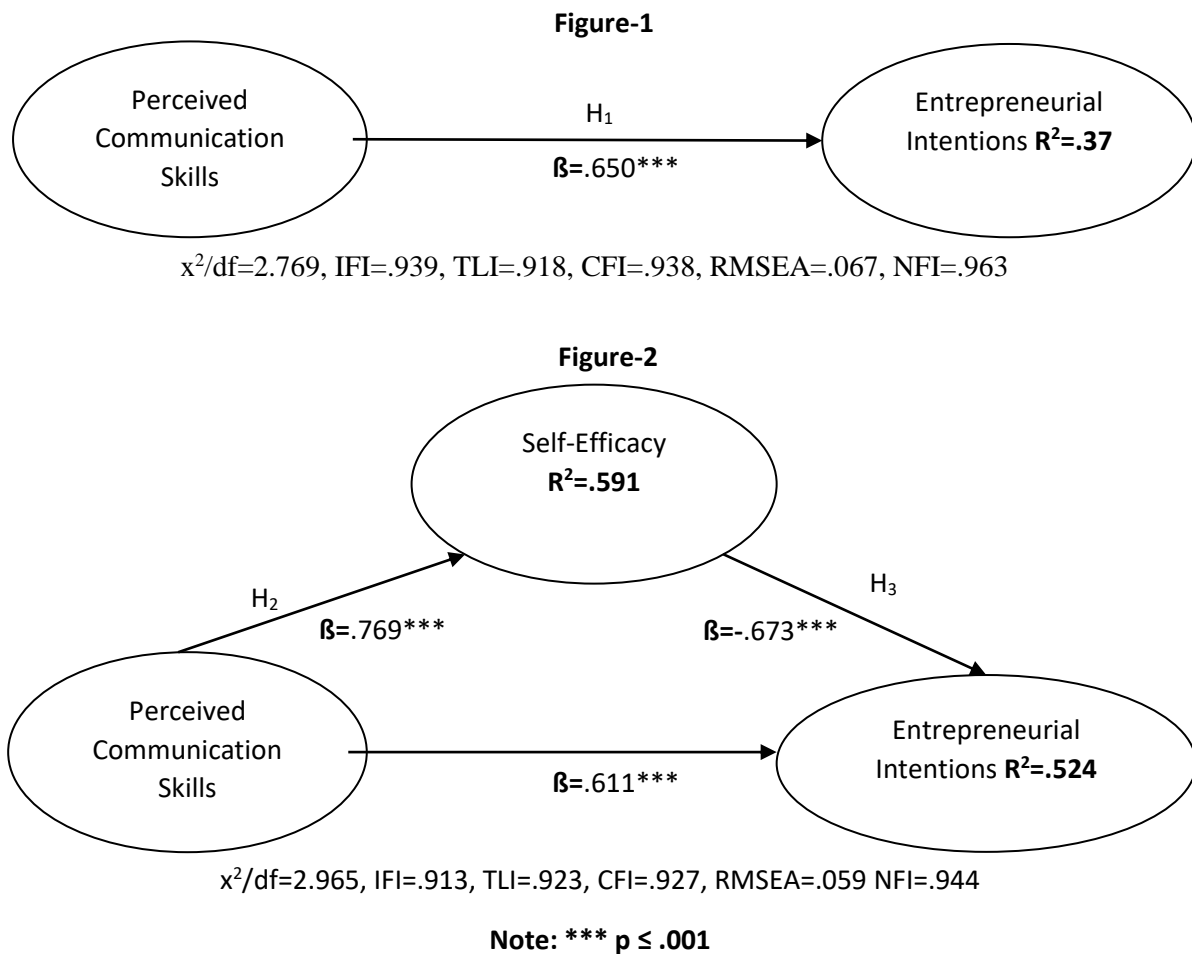 Figure-1
Perceived
Communication
Skills
H₁
ß=.650***
Entrepreneurial
Intentions R²=.37
x²/df=2.769, IFI=.939, TLI=.918, CFI=.938, RMSEA=.067, NFI=.963
Figure-2
Self-Efficacy
R²=.591
H₂
ß=.769***
H₃
ß=-.673***
Perceived
Communication
Skills
ß=.611***
Entrepreneurial
Intentions R²=.524
x²/df=2.965, IFI=.913, TLI=.923, CFI=.927, RMSEA=.059 NFI=.944
Note: *** p ≤ .001